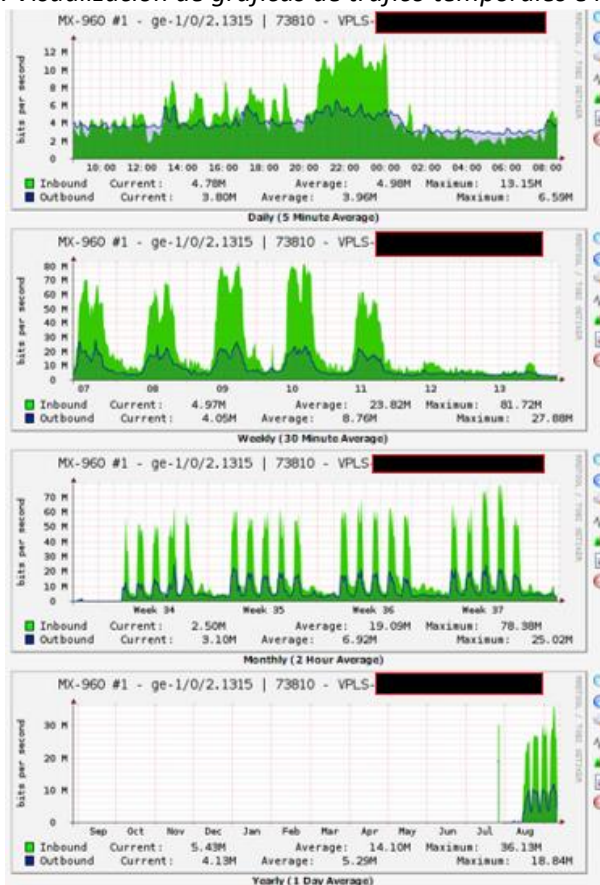 MX-960 #1 - ge-1/0/2.1315 | 73810 - VPLS-
bits per second
12 M
10 M
8 M
6 M
4 M
2 M
0
10:00 12:00 14:00 16:00 18:00 20:00 22:00 00:00 02:00 04:00 06:00 08:00
Inbound Current: 4.78M Average: 4.98M Maximum: 13.15M
Outbound Current: 3.80M Average: 3.96M Maximum: 6.59M
Daily (5 Minute Average)
MX-960 #1 - ge-1/0/2.1315 | 73810 - VPLS-
bits per second
80 M
70 M
60 M
50 M
40 M
30 M
20 M
10 M
0
07 08 09 10 11 12 13
Inbound Current: 4.97M Average: 23.82M Maximum: 81.72M
Outbound Current: 4.05M Average: 8.76M Maximum: 27.88M
Weekly (30 Minute Average)
MX-960 #1 - ge-1/0/2.1315 | 73810 - VPLS-
bits per second
70 M
60 M
50 M
40 M
30 M
20 M
10 M
0
Week 34 Week 35 Week 36 Week 37
Inbound Current: 2.50M Average: 19.09M Maximum: 78.38M
Outbound Current: 3.10M Average: 6.92M Maximum: 25.02M
Monthly (2 Hour Average)
MX-960 #1 - ge-1/0/2.1315 | 73810 - VPLS-
bits per second
30 M
20 M
10 M
0
Sep Oct Nov Dec Jan Feb Mar Apr May Jun Jul Aug
Inbound Current: 5.43M Average: 14.10M Maximum: 36.13M
Outbound Current: 4.13M Average: 5.29M Maximum: 18.84M
Yearly (1 Day Average)